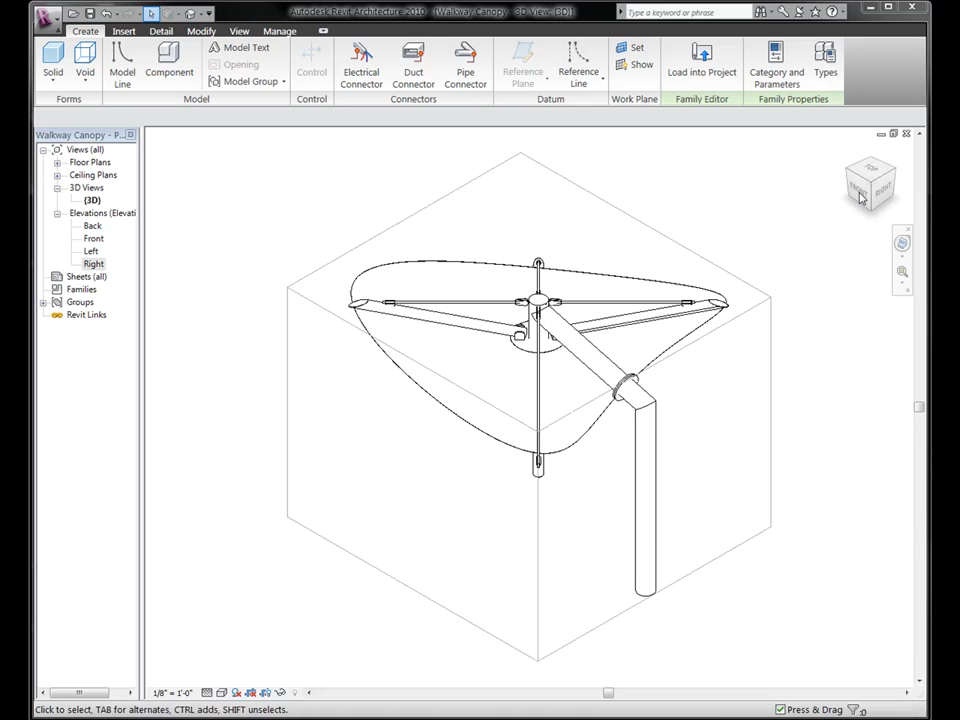 Autodesk Revit Architecture 2010 - [Walkway Canopy - 3D View: {3D}]
Type a keyword or phrase
Create Insert Detail Modify View Manage
Solid
Void
Forms
Model Line
Component
Model Text
Opening
Model Group
Model
Control
Control
Electrical Connector
Duct Connector
Pipe Connector
Connectors
Reference Plane
Reference Line
Datum
Set
Show
Work Plane
Load into Project
Family Editor
Category and Parameters
Types
Family Properties
Walkway Canopy - P...
Views (all)
Floor Plans
Ceiling Plans
3D Views
{3D}
Elevations (Elevati
Back
Front
Left
Right
Sheets (all)
Families
Groups
Revit Links
TOP
FRONT
RIGHT
1/8" = 1'-0"
Click to select, TAB for alternates, CTRL adds, SHIFT unselects.
Press & Drag
:0